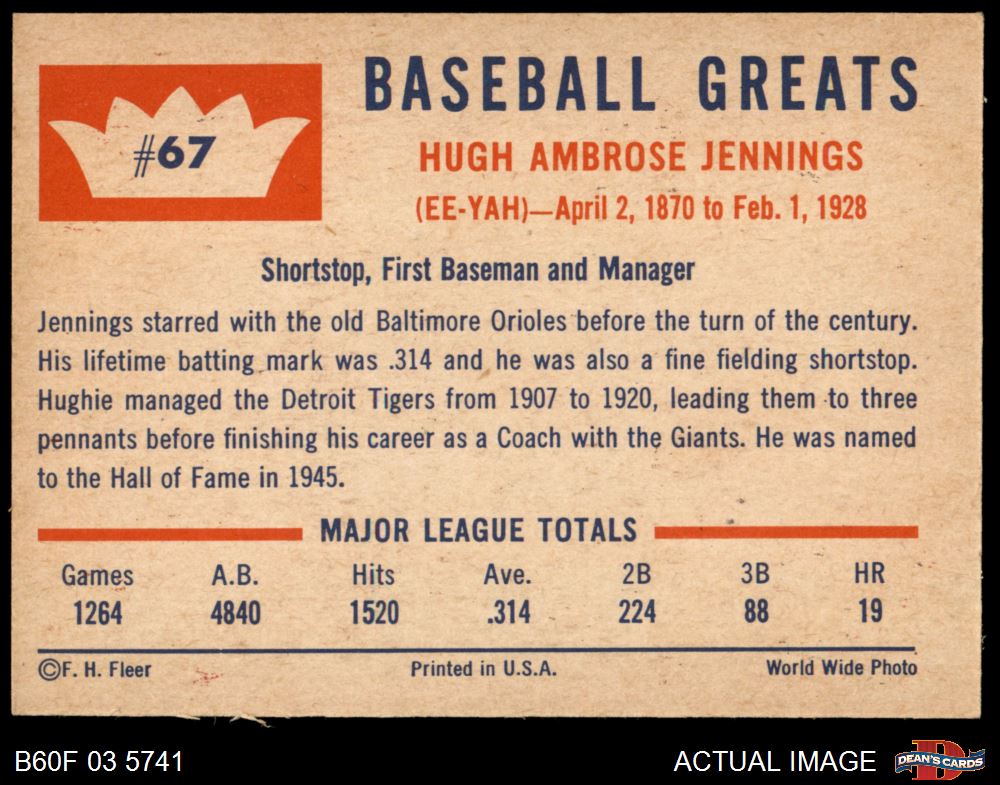 #67
BASEBALL GREATS
HUGH AMBROSE JENNINGS
(EE-YAH)—April 2, 1870 to Feb. 1, 1928
Shortstop, First Baseman and Manager
Jennings starred with the old Baltimore Orioles before the turn of the century.
His lifetime batting mark was .314 and he was also a fine fielding shortstop.
Hughie managed the Detroit Tigers from 1907 to 1920, leading them to three
pennants before finishing his career as a Coach with the Giants. He was named
to the Hall of Fame in 1945.
MAJOR LEAGUE TOTALS
Games A.B. Hits Ave. 2B 3B HR
1264 4840 1520 .314 224 88 19
©F. H. Fleer Printed in U.S.A. World Wide Photo
B60F 03 5741 ACTUAL IMAGE D DEAN'S CARDS